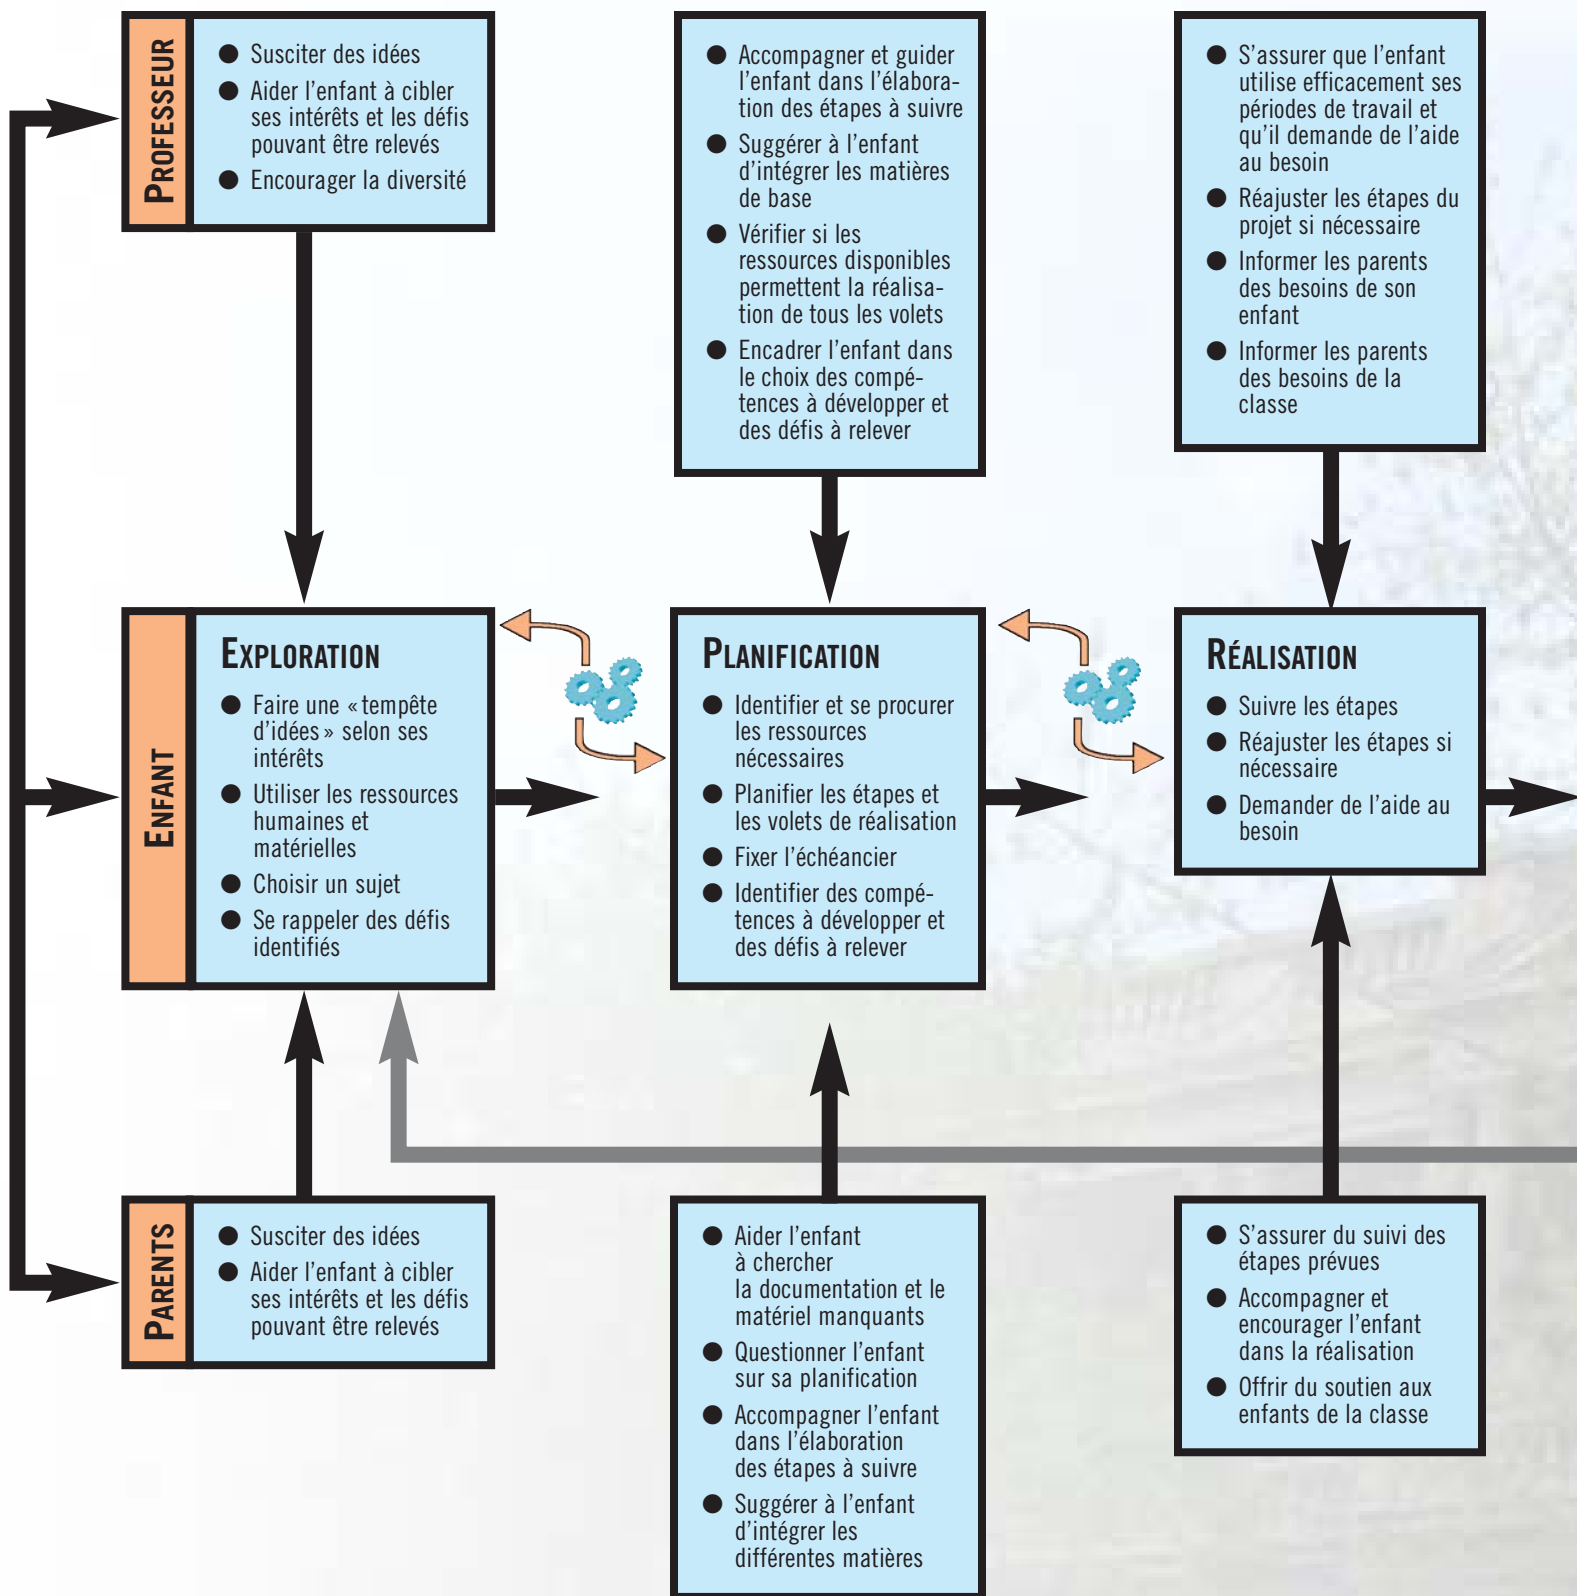 PROFESSEUR
● Susciter des idées
● Aider l'enfant à cibler
ses intérêts et les défis
pouvant être relevés
● Encourager la diversité
● Accompagner et guider
l'enfant dans l'élabora-
tion des étapes à suivre
● Suggérer à l'enfant
d'intégrer les matières
de base
● Vérifier si les
ressources disponibles
permettent la réalisa-
tion de tous les volets
● Encadrer l'enfant dans
le choix des compé-
tences à développer et
des défis à relever
● S'assurer que l'enfant
utilise efficacement ses
périodes de travail et
qu'il demande de l'aide
au besoin
● Réajuster les étapes du
projet si nécessaire
● Informer les parents
des besoins de son
enfant
● Informer les parents
des besoins de la
classe
ENFANT
EXPLORATION
● Faire une « tempête
d'idées » selon ses
intérêts
● Utiliser les ressources
humaines et
matérielles
● Choisir un sujet
● Se rappeler des défis
identifiés
PLANIFICATION
● Identifier et se procurer
les ressources
nécessaires
● Planifier les étapes et
les volets de réalisation
● Fixer l'échéancier
● Identifier des compé-
tences à développer et
des défis à relever
RÉALISATION
● Suivre les étapes
● Réajuster les étapes si
nécessaire
● Demander de l'aide au
besoin
PARENTS
● Susciter des idées
● Aider l'enfant à cibler
ses intérêts et les défis
pouvant être relevés
● Aider l'enfant
à chercher
la documentation et le
matériel manquants
● Questionner l'enfant
sur sa planification
● Accompagner l'enfant
dans l'élaboration
des étapes à suivre
● Suggérer à l'enfant
d'intégrer les
différentes matières
● S'assurer du suivi des
étapes prévues
● Accompagner et
encourager l'enfant
dans la réalisation
● Offrir du soutien aux
enfants de la classe